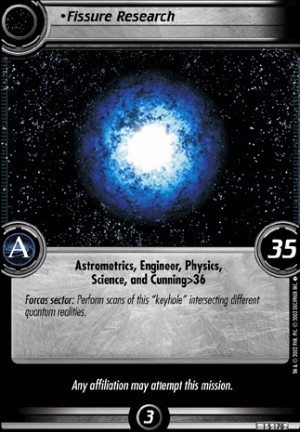 •Fissure Research
A
35
Astrometrics, Engineer, Physics,
Science, and Cunning>36
Forcas sector: Perform scans of this "keyhole" intersecting different
quantum realities.
Any affiliation may attempt this mission.
3